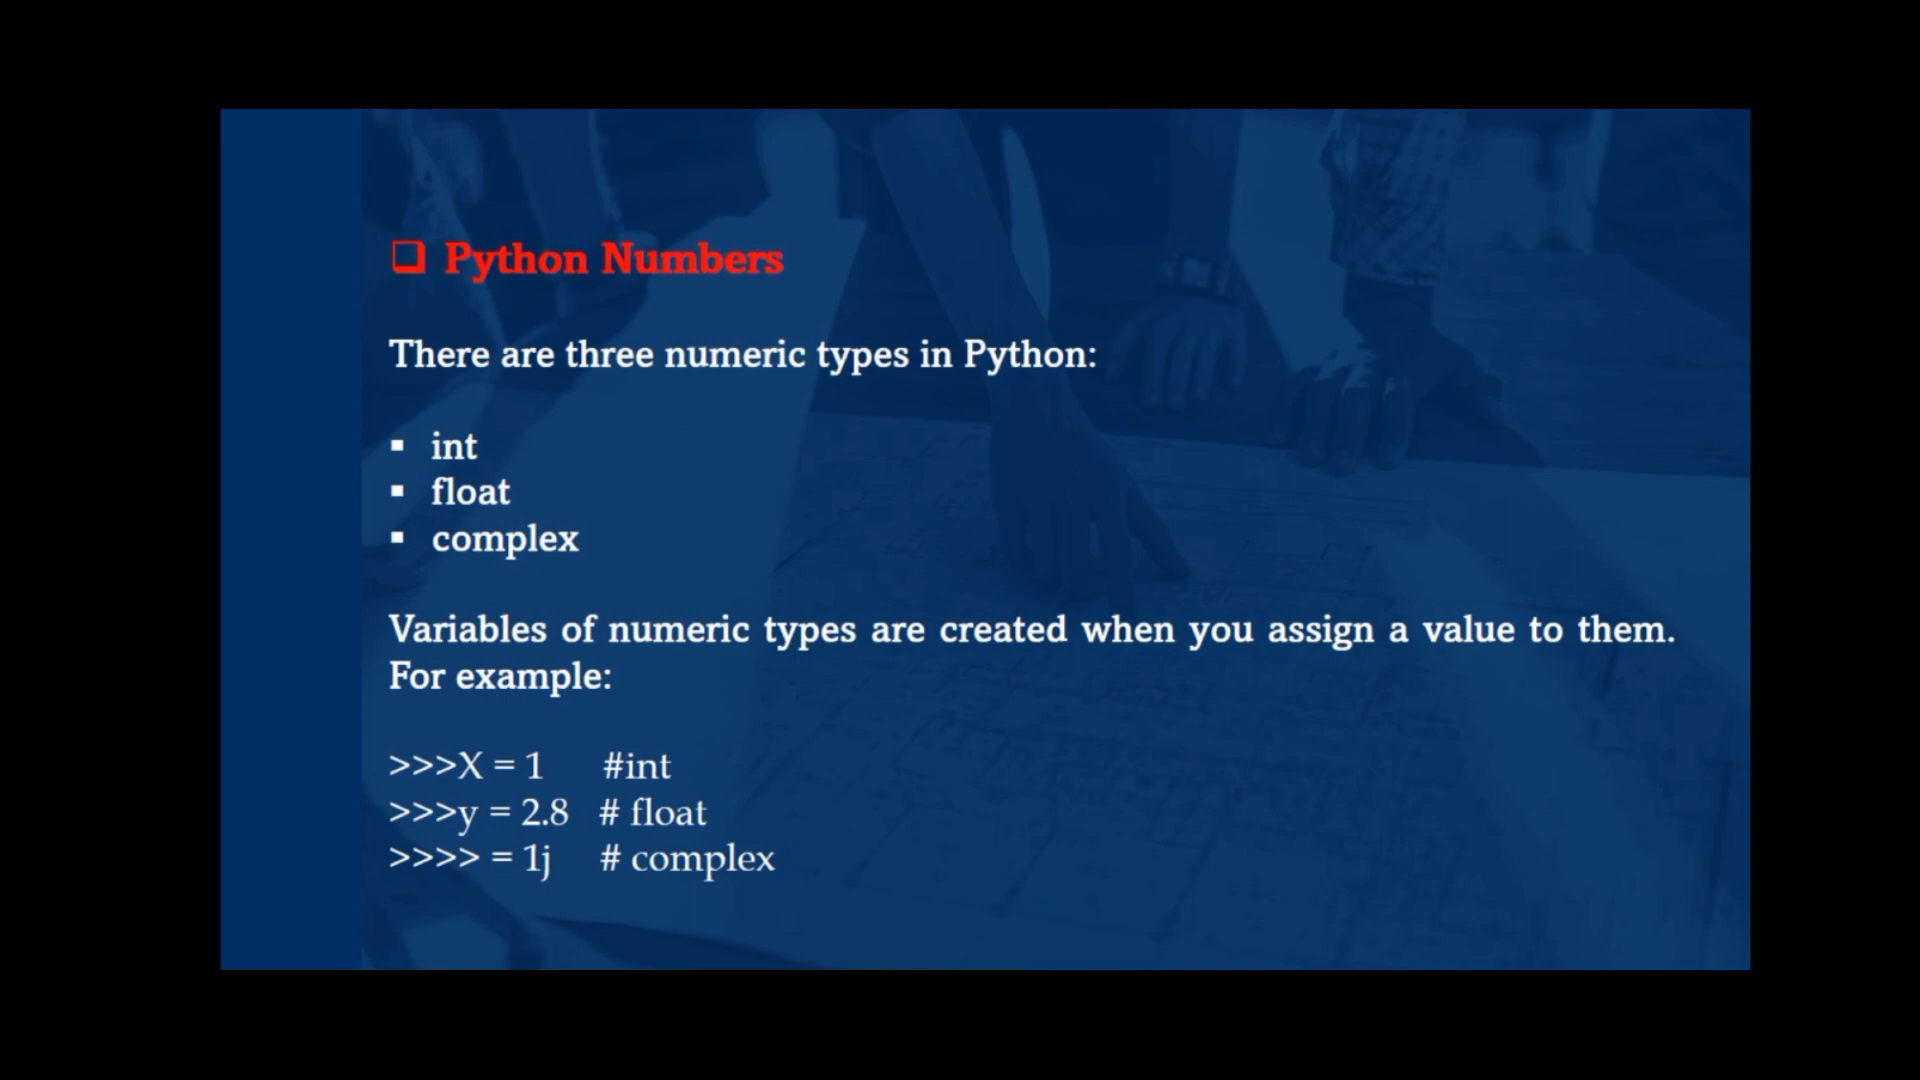 ❑ Python Numbers
There are three numeric types in Python:
▪ int
▪ float
▪ complex
Variables of numeric types are created when you assign a value to them.
For example:
>>>X = 1 #int
>>>y = 2.8 # float
>>>> = 1j # complex